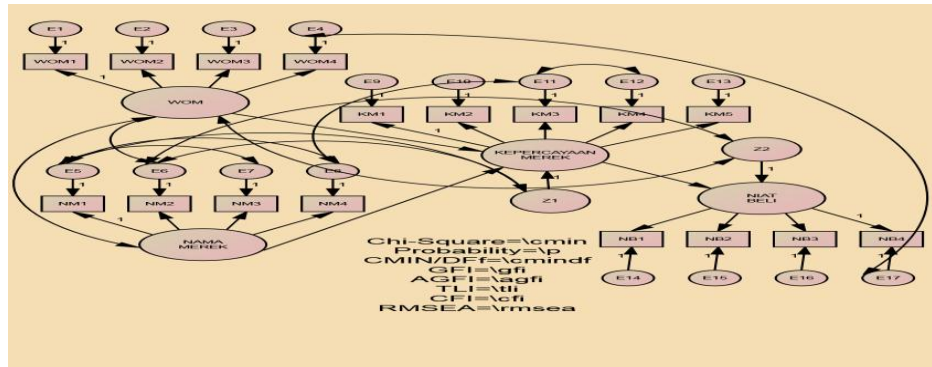 E1 E2 E3 E4
1 1 1 1
WOM1 WOM2 WOM3 WOM4
1
WOM
E9 E10 E11 E12 E13
1 1 1 1 1
KM1 KM2 KM3 KM4 KM5
1
KEPERCAYAAN
MEREK
1
Z1
Z2
1
E5 E6 E7 E8
1 1 1 1
NM1 NM2 NM3 NM4
1
NAMA
MEREK
NIAT
BELI
1
NB1 NB2 NB3 NB4
1 1 1 1
E14 E15 E16 E17
Chi-Square=\cmin
Probability=\p
CMIN/DFf=\cmindf
GFI=\gfi
AGFI=\agfi
TLI=\tli
CFI=\cfi
RMSEA=\rmsea